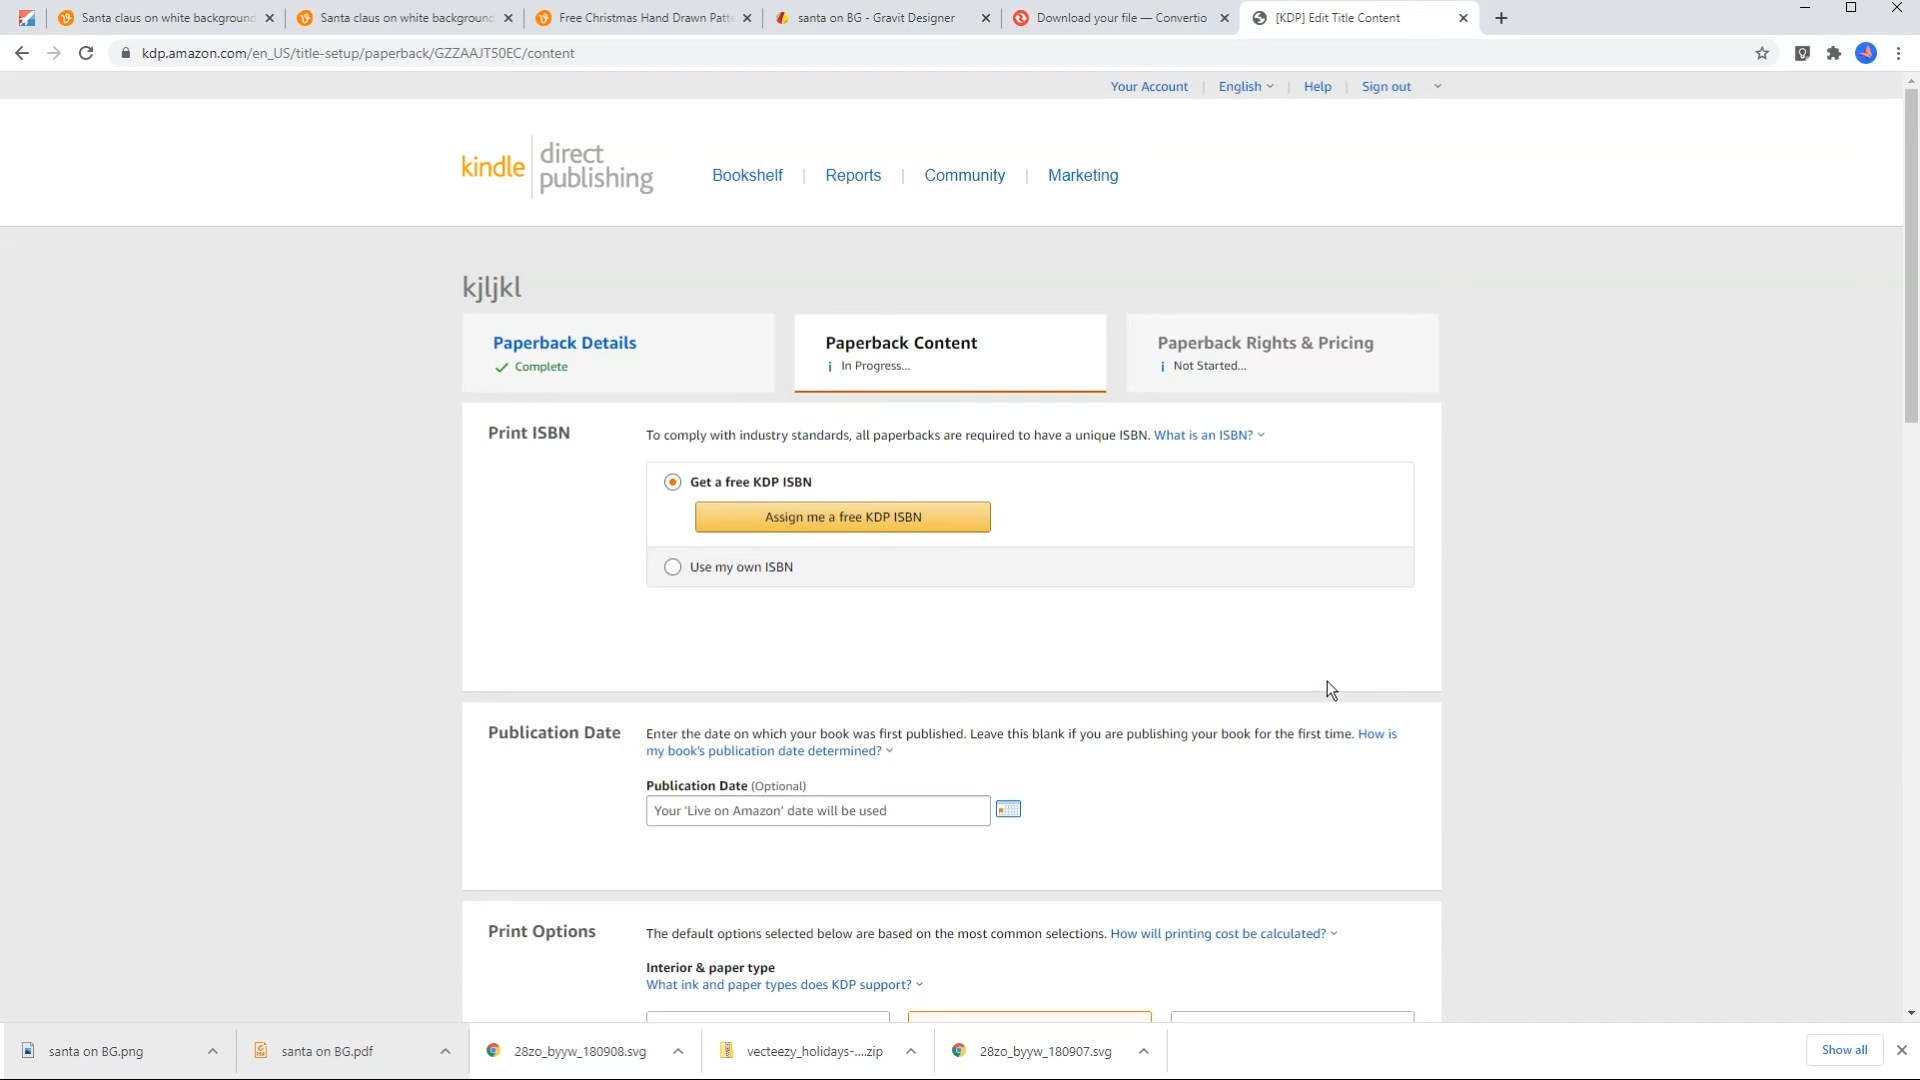 Santa claus on white background
Santa claus on white background
Free Christmas Hand Drawn Patte
santa on BG - Gravit Designer
Download your file — Convertio
[KDP] Edit Title Content
kdp.amazon.com/en_US/title-setup/paperback/GZZAAJT50EC/content
Your Account
English
Help
Sign out
kindle
direct
publishing
Bookshelf
Reports
Community
Marketing
kjljkl
Paperback Details
Complete
Paperback Content
In Progress...
Paperback Rights & Pricing
Not Started...
Print ISBN
To comply with industry standards, all paperbacks are required to have a unique ISBN. What is an ISBN?
Get a free KDP ISBN
Assign me a free KDP ISBN
Use my own ISBN
Publication Date
Enter the date on which your book was first published. Leave this blank if you are publishing your book for the first time. How is
my book's publication date determined?
Publication Date (Optional)
Your 'Live on Amazon' date will be used
Print Options
The default options selected below are based on the most common selections. How will printing cost be calculated?
Interior & paper type
What ink and paper types does KDP support?
santa on BG.png
santa on BG.pdf
28zo_byyw_180908.svg
vecteezy_holidays-....zip
28zo_byyw_180907.svg
Show all